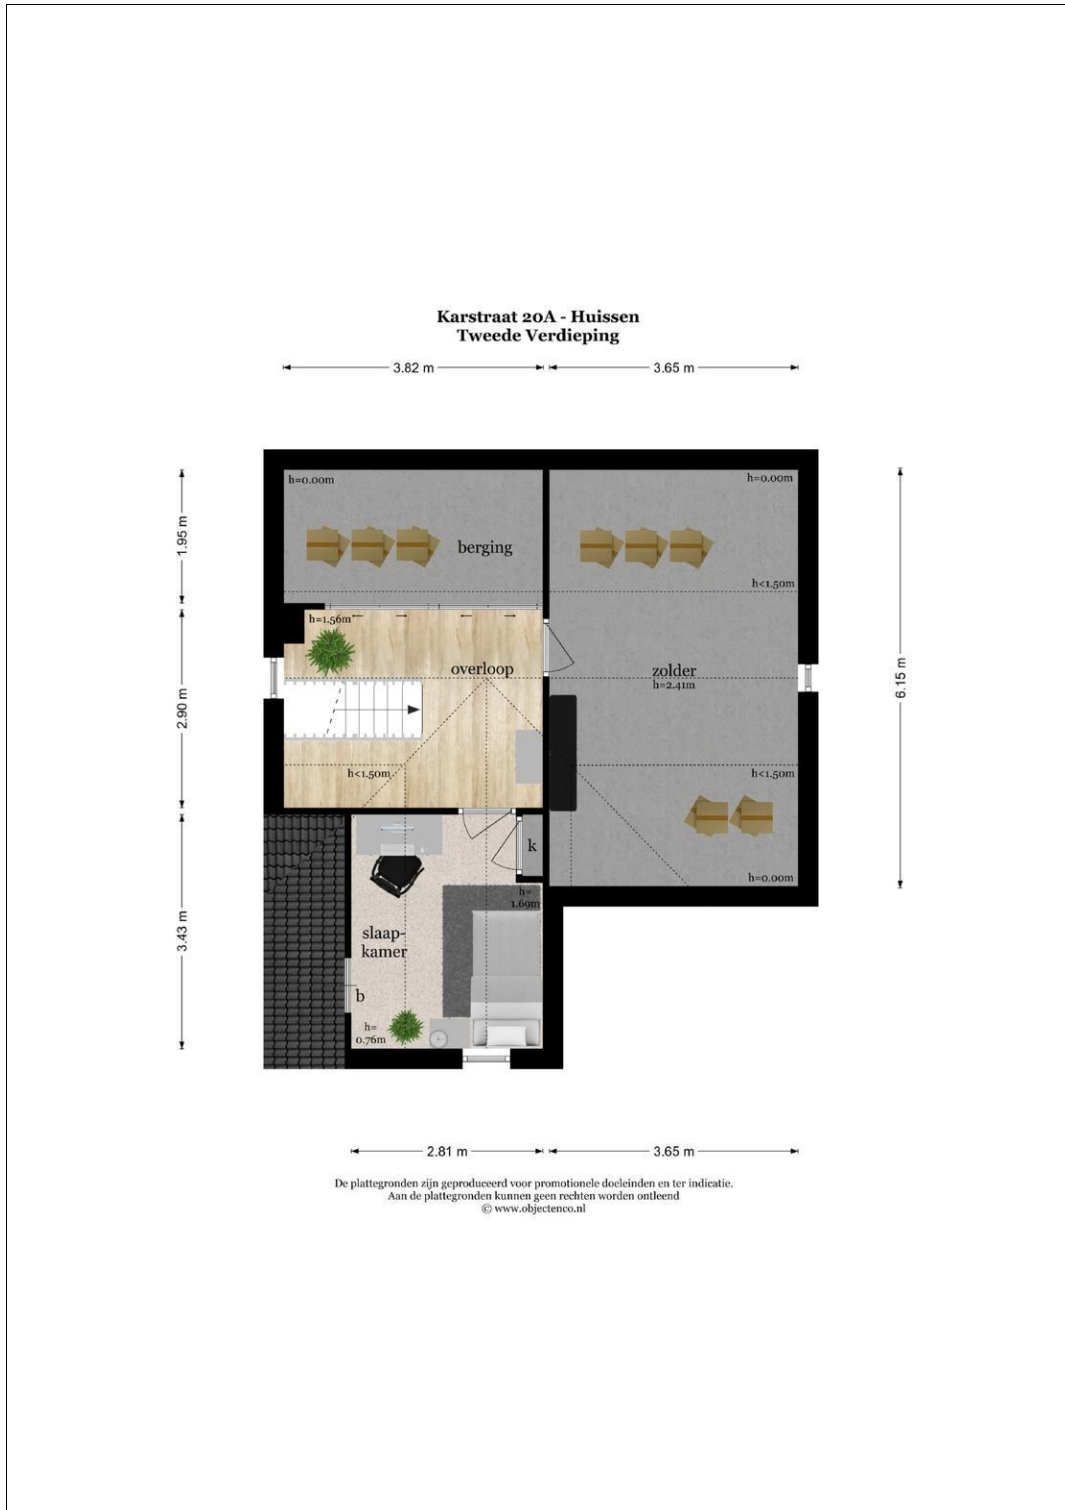 Karstraat 20A - Huissen
Tweede Verdieping
3.82 m
3.65 m
h=0.00m
h=0.00m
1.95 m
berging
h<1.50m
h=1.56m
overloop
zolder
h=2.41m
6.15 m
2.90 m
h<1.50m
h<1.50m
k
h=0.00m
h=
1.69m
slaap-
kamer
3.43 m
b
h=
0.76m
2.81 m
3.65 m
De plattegronden zijn geproduceerd voor promotionele doeleinden en ter indicatie.
Aan de plattegronden kunnen geen rechten worden ontleend
© www.objectenco.nl